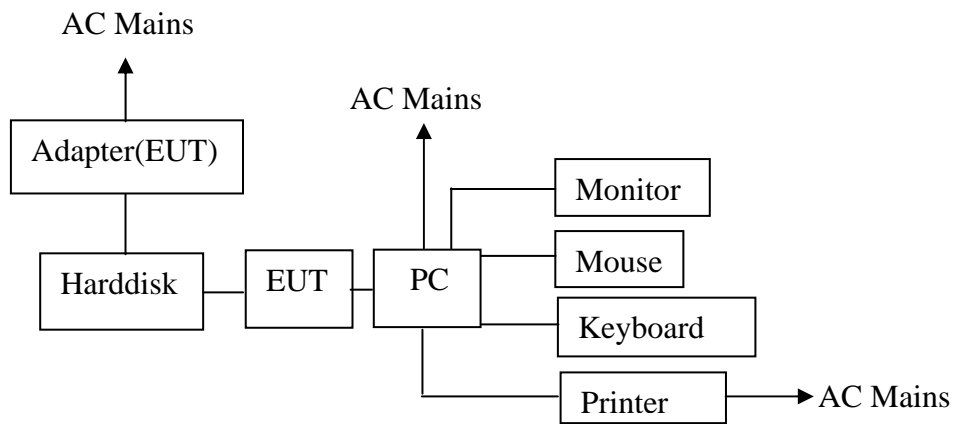 AC Mains
AC Mains
Adapter(EUT)
Monitor
Mouse
Harddisk
EUT
PC
Keyboard
Printer
AC Mains